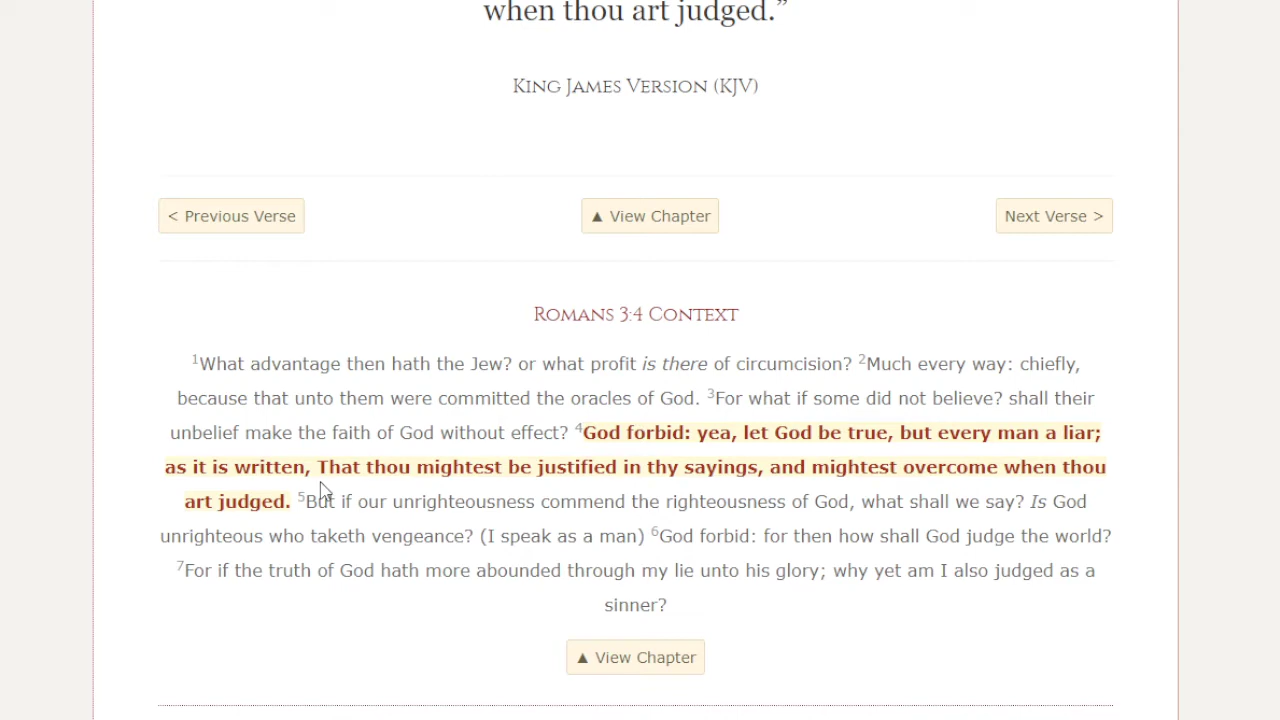 when thou art judged.”
King James Version (KJV)
< Previous Verse
▲ View Chapter
Next Verse >
Romans 3:4 Context
1What advantage then hath the Jew? or what profit is there of circumcision? 2Much every way: chiefly,
because that unto them were committed the oracles of God. 3For what if some did not believe? shall their
unbelief make the faith of God without effect? 4God forbid: yea, let God be true, but every man a liar;
as it is written, That thou mightest be justified in thy sayings, and mightest overcome when thou
art judged. 5But if our unrighteousness commend the righteousness of God, what shall we say? Is God
unrighteous who taketh vengeance? (I speak as a man) 6God forbid: for then how shall God judge the world?
7For if the truth of God hath more abounded through my lie unto his glory; why yet am I also judged as a
sinner?
▲ View Chapter